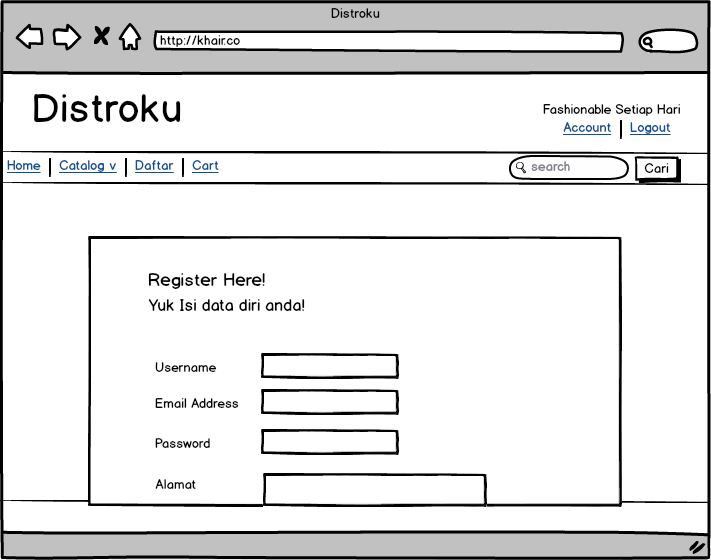 Distroku
http://khair.co
Distroku
Fashionable Setiap Hari
Account | Logout
Home | Catalog v | Daftar | Cart
search
Cari
Register Here!
Yuk Isi data diri anda!
Username
Email Address
Password
Alamat